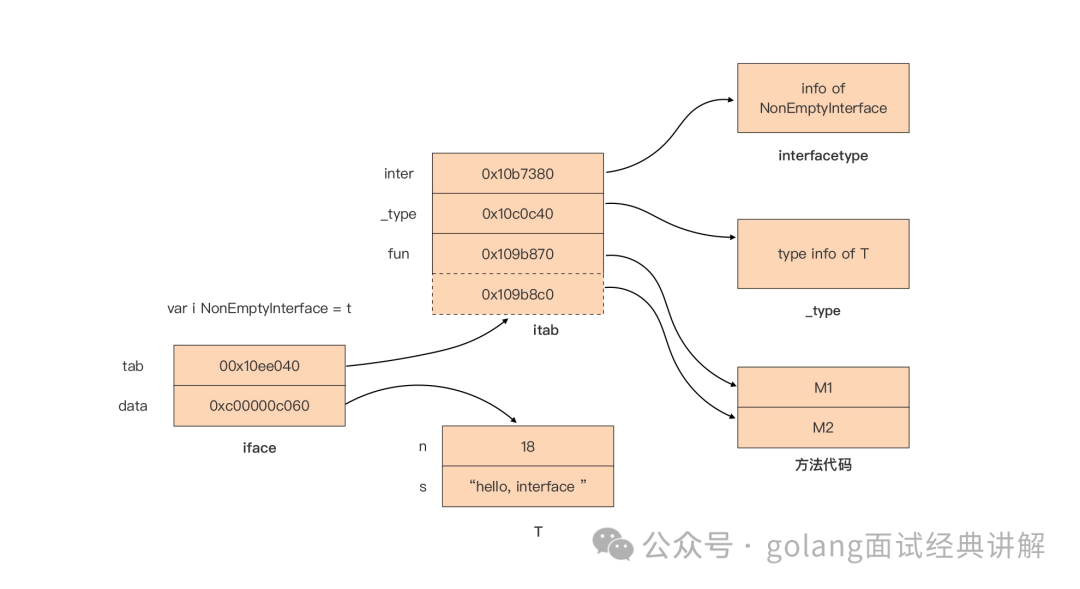 info of
NonEmptyInterface
interfacetype
inter
0x10b7380
_type
0x10c0c40
fun
0x109b870
0x109b8c0
itab
type info of T
_type
var i NonEmptyInterface = t
tab
00x10ee040
data
0xc00000c060
iface
M1
M2
方法代码
n
18
s
“hello, interface ”
T
公众号 · golang面试经典讲解